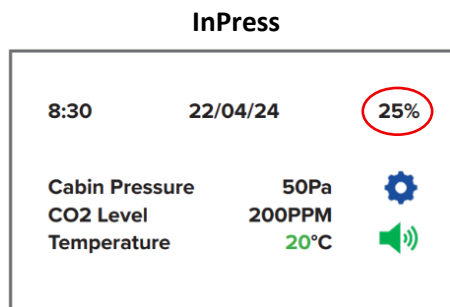 InPress
8:30 22/04/24 25%
Cabin Pressure 50Pa
CO2 Level 200PPM
Temperature 20°C